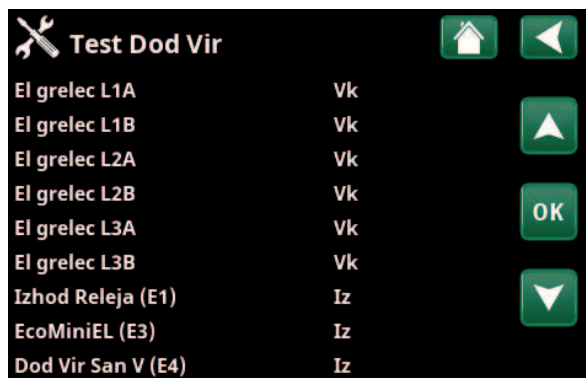 Test Dod Vir
El grelec L1A Vk
El grelec L1B Vk
El grelec L2A Vk
El grelec L2B Vk
OK
El grelec L3A Vk
El grelec L3B Vk
Izhod Releja (E1) Iz
EcoMiniEL (E3) Iz
Dod Vir San V (E4) Iz